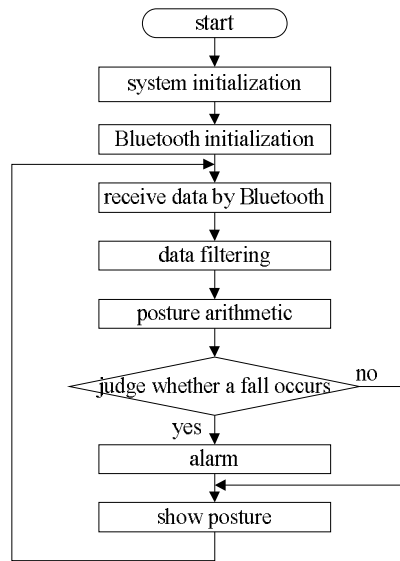 start
system initialization
Bluetooth initialization
receive data by Bluetooth
data filtering
posture arithmetic
judge whether a fall occurs
no
yes
alarm
show posture